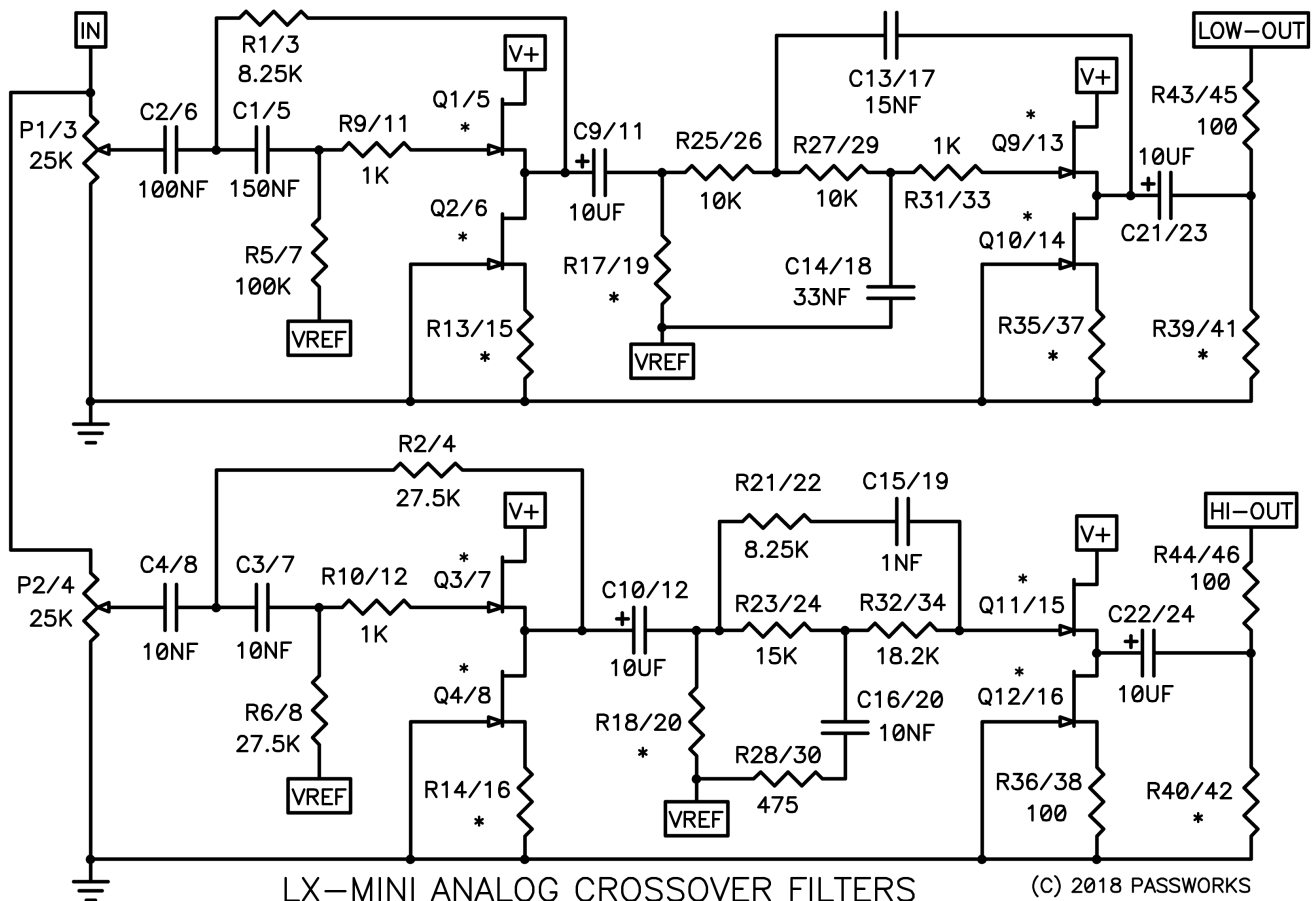 IN
R1/3
8.25K
P1/3
25K
C2/6
100NF
C1/5
150NF
R9/11
1K
R5/7
100K
VREF
V+
Q1/5
*
Q2/6
*
R13/15
*
+
C9/11
10UF
R17/19
*
VREF
R25/26
10K
R27/29
10K
C13/17
15NF
1K
R31/33
C14/18
33NF
V+
*
Q9/13
*
Q10/14
R35/37
*
10UF
+
C21/23
LOW-OUT
R43/45
100
R39/41
*
R2/4
27.5K
P2/4
25K
C4/8
10NF
C3/7
10NF
R10/12
1K
R6/8
27.5K
VREF
V+
*
Q3/7
*
Q4/8
R14/16
*
C10/12
+
10UF
R18/20
*
VREF
R21/22
8.25K
C15/19
1NF
R23/24
15K
R32/34
18.2K
C16/20
10NF
R28/30
475
V+
*
Q11/15
*
Q12/16
R36/38
100
C22/24
+
10UF
HI-OUT
R44/46
100
R40/42
*
LX-MINI ANALOG CROSSOVER FILTERS
(C) 2018 PASSWORKS